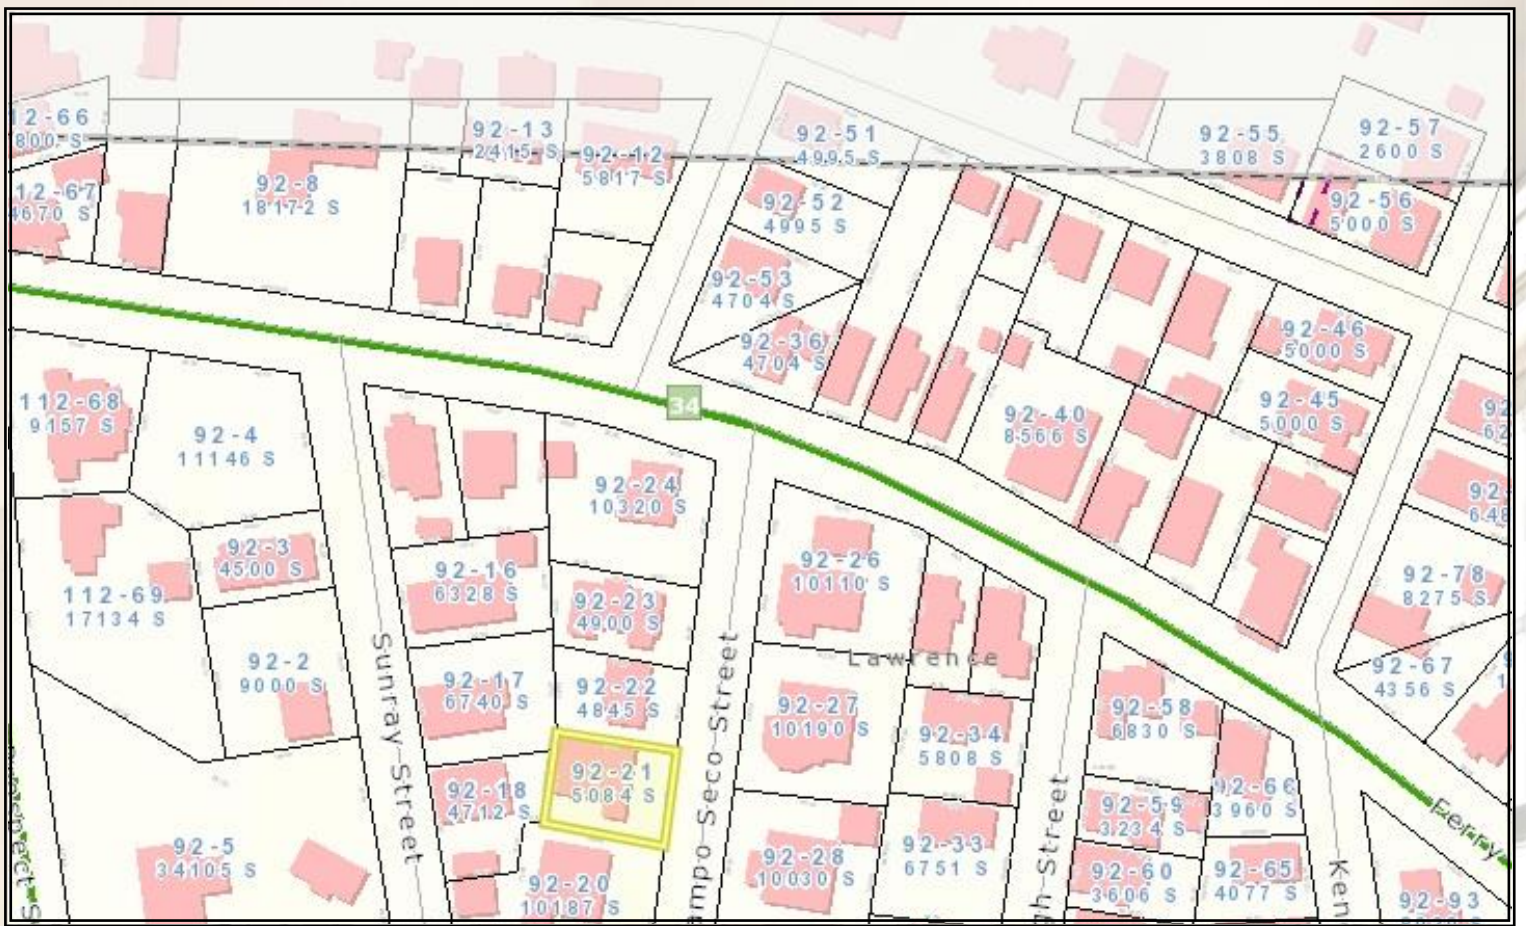 12-66
800 S
92-13
2415 S
92-12
5817 S
92-51
4995 S
92-55
3808 S
92-57
2600 S
12-67
4670 S
92-8
18172 S
92-52
4995 S
92-56
5000 S
92-53
4704 S
92-36
4704 S
92-46
5000 S
112-68
9157 S
92-4
11146 S
34
92-40
8566 S
92-45
5000 S
92-24
10320 S
92-3
4500 S
92-16
6328 S
92-26
10110 S
92-78
8275 S
112-69
17134 S
92-23
4900 S
Lawrence
92-2
9000 S
92-17
6740 S
92-22
4845 S
92-27
10190 S
92-34
5808 S
92-58
6830 S
92-67
4356 S
92-18
4712 S
92-21
5084 S
92-59
3234 S
92-66
3960 S
92-5
34105 S
92-20
10187 S
92-28
10030 S
92-33
6751 S
92-60
3606 S
92-65
4077 S
92-93
Sunray Street
ampo Seco Street
gh Street
Ken
Ferry